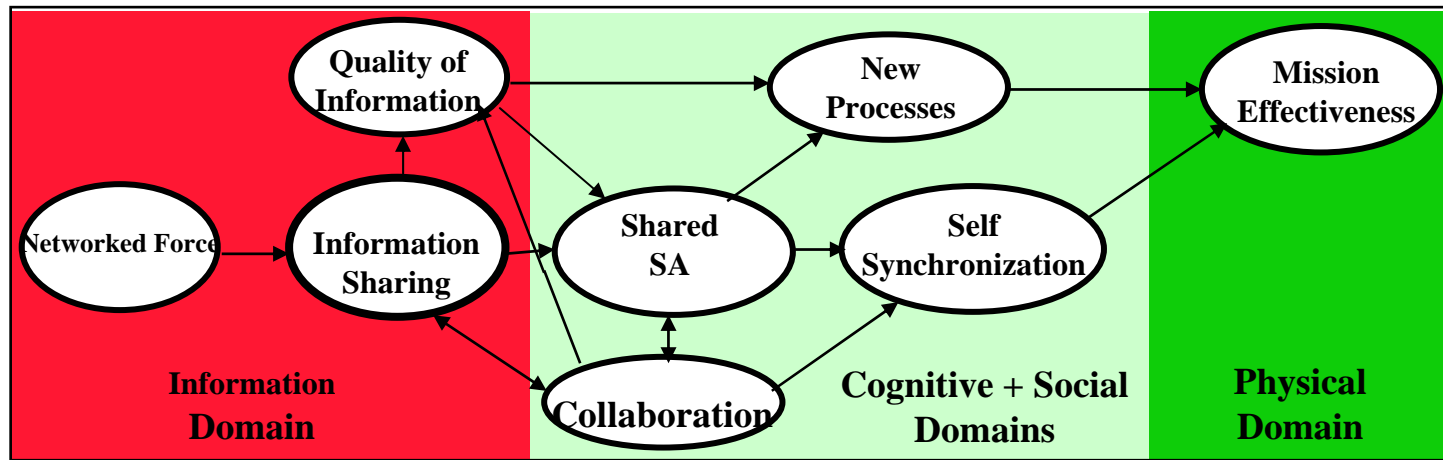 Quality of
Information
New
Processes
Mission
Effectiveness
Networked Force
Information
Sharing
Shared
SA
Self
Synchronization
Collaboration
Information
Domain
Cognitive + Social
Domains
Physical
Domain